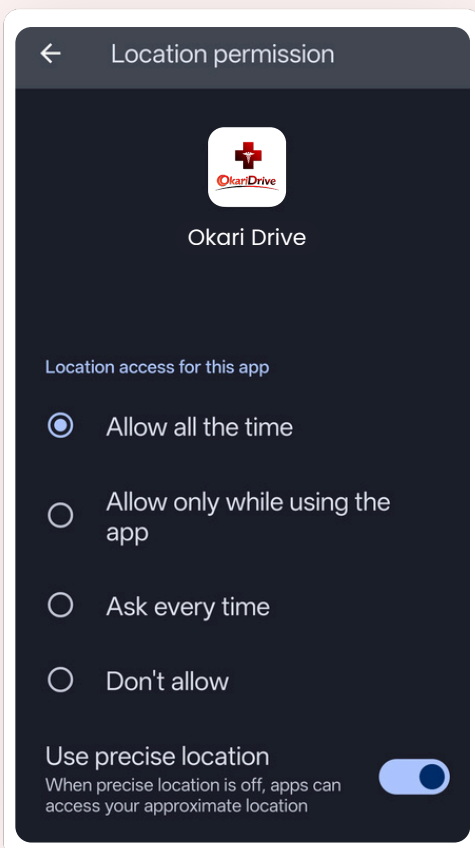 Location permission
OkariDrive
Okari Drive
Location access for this app
Allow all the time
Allow only while using the
app
Ask every time
Don't allow
Use precise location
When precise location is off, apps can
access your approximate location